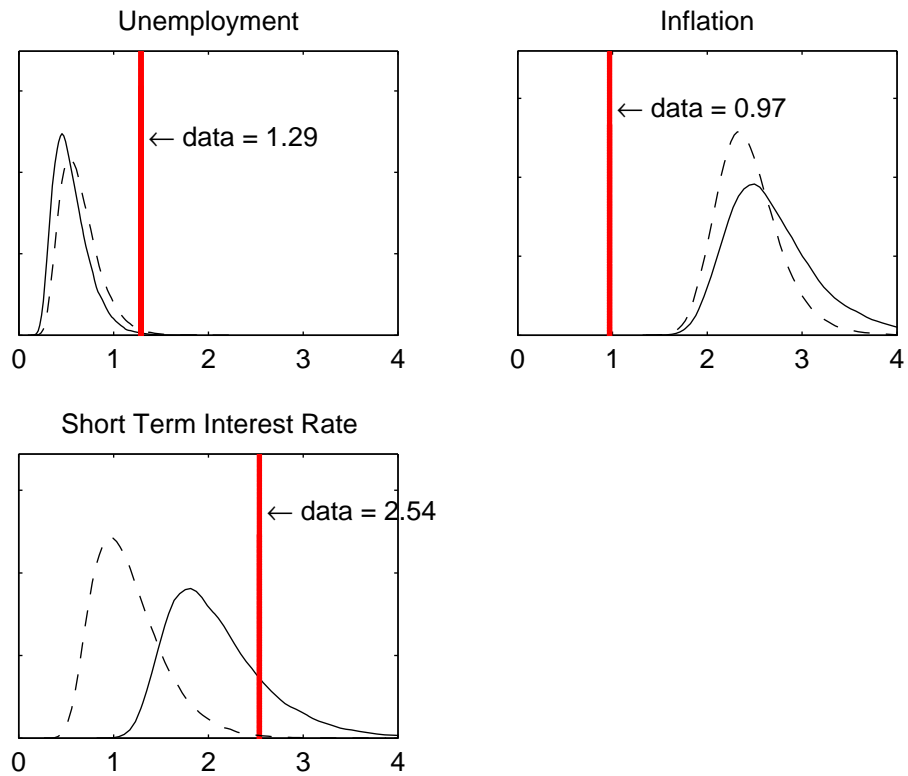 Unemployment
← data = 1.29
0 1 2 3 4
Inflation
← data = 0.97
0 1 2 3 4
Short Term Interest Rate
← data = 2.54
0 1 2 3 4